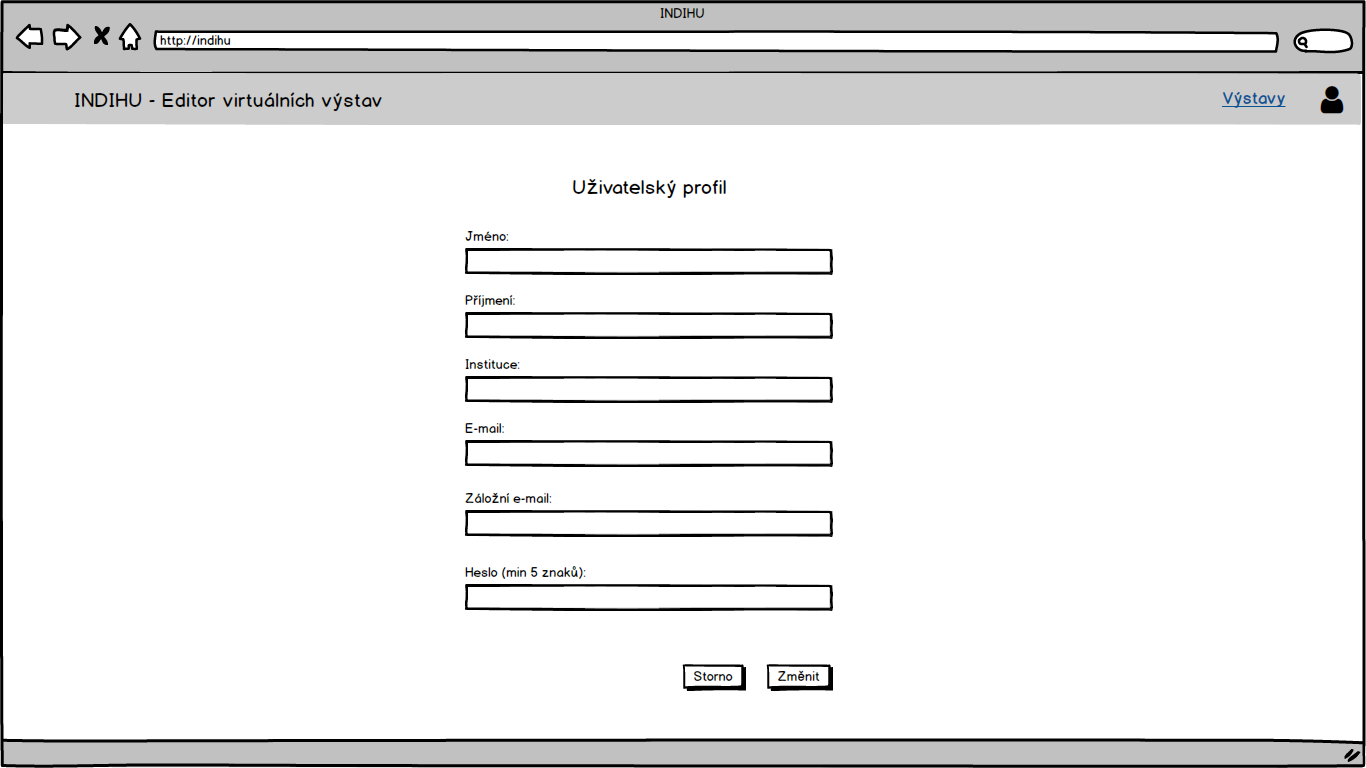 INDIHU
http://indihu
INDIHU - Editor virtuálních výstav
Výstavy
Uživatelský profil
Jméno:
Příjmení:
Instituce:
E-mail:
Záložní e-mail:
Heslo (min 5 znaků):
Storno
Změnit